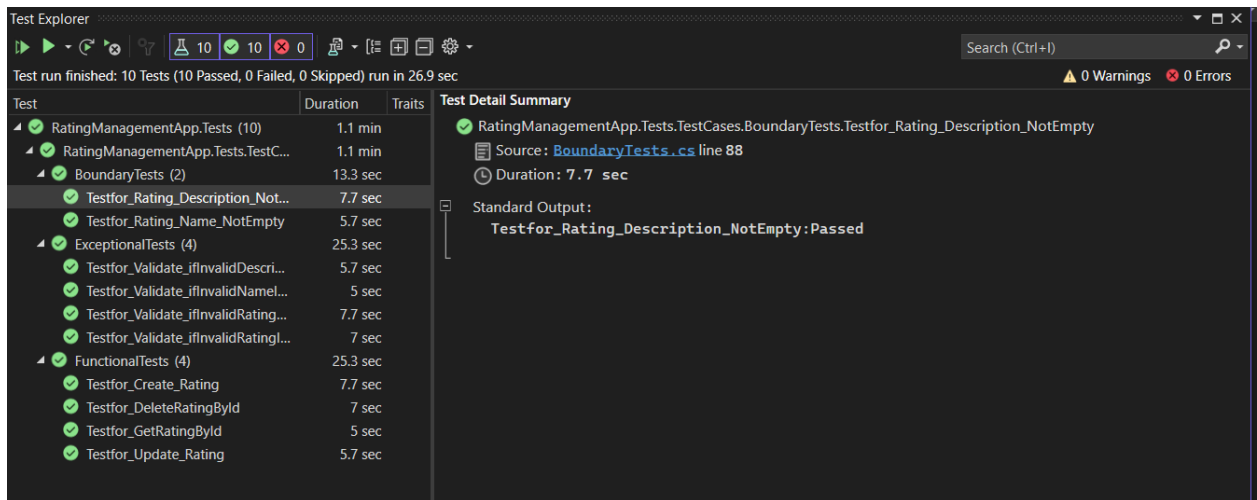 Test Explorer
10 10 0
Search (Ctrl+I)
Test run finished: 10 Tests (10 Passed, 0 Failed, 0 Skipped) run in 26.9 sec
0 Warnings 0 Errors
Test Duration Traits
RatingManagementApp.Tests (10) 1.1 min
RatingManagementApp.Tests.TestC... 1.1 min
BoundaryTests (2) 13.3 sec
Testfor_Rating_Description_Not... 7.7 sec
Testfor_Rating_Name_NotEmpty 5.7 sec
ExceptionalTests (4) 25.3 sec
Testfor_Validate_ifInvalidDescri... 5.7 sec
Testfor_Validate_ifInvalidNameI... 5 sec
Testfor_Validate_ifInvalidRating... 7.7 sec
Testfor_Validate_ifInvalidRatingI... 7 sec
FunctionalTests (4) 25.3 sec
Testfor_Create_Rating 7.7 sec
Testfor_DeleteRatingById 7 sec
Testfor_GetRatingById 5 sec
Testfor_Update_Rating 5.7 sec
Test Detail Summary
RatingManagementApp.Tests.TestCases.BoundaryTests.Testfor_Rating_Description_NotEmpty
Source: BoundaryTests.cs line 88
Duration: 7.7 sec
Standard Output:
Testfor_Rating_Description_NotEmpty:Passed